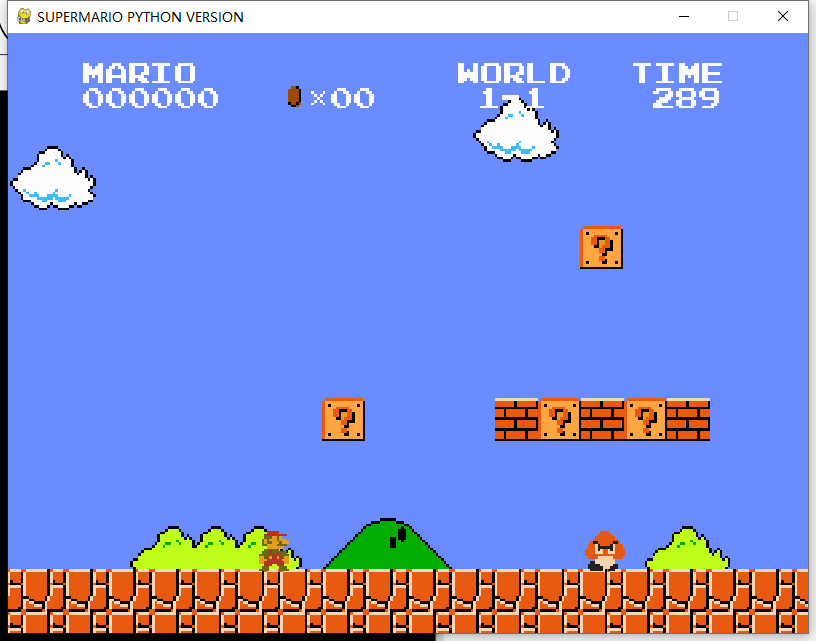 SUPERMARIO PYTHON VERSION
MARIO WORLD TIME
000000 ×00 1-1 289
?
? ? ?